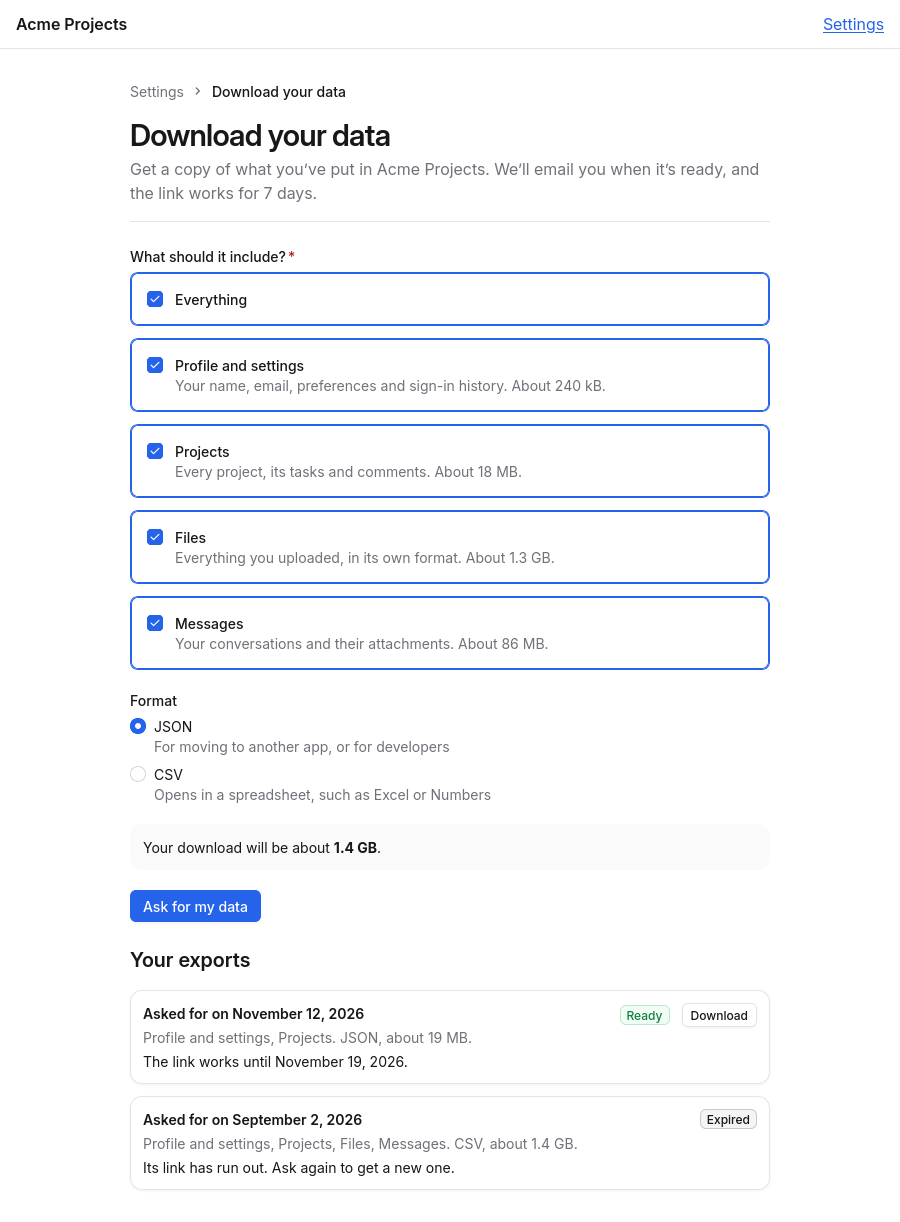 Acme Projects
Settings
Settings > Download your data
Download your data
Get a copy of what you’ve put in Acme Projects. We’ll email you when it’s ready, and
the link works for 7 days.
What should it include?*
Everything
Profile and settings
Your name, email, preferences and sign-in history. About 240 kB.
Projects
Every project, its tasks and comments. About 18 MB.
Files
Everything you uploaded, in its own format. About 1.3 GB.
Messages
Your conversations and their attachments. About 86 MB.
Format
JSON
For moving to another app, or for developers
CSV
Opens in a spreadsheet, such as Excel or Numbers
Your download will be about 1.4 GB.
Ask for my data
Your exports
Asked for on November 12, 2026
Ready
Download
Profile and settings, Projects. JSON, about 19 MB.
The link works until November 19, 2026.
Asked for on September 2, 2026
Expired
Profile and settings, Projects, Files, Messages. CSV, about 1.4 GB.
Its link has run out. Ask again to get a new one.